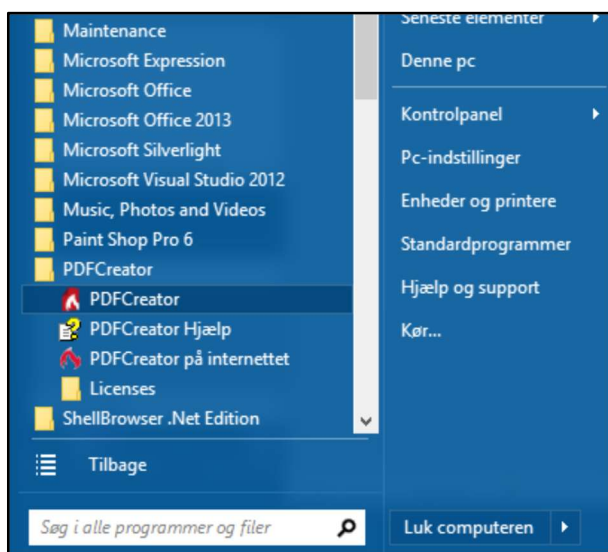 Maintenance
Microsoft Expression
Microsoft Office
Microsoft Office 2013
Microsoft Silverlight
Microsoft Visual Studio 2012
Music, Photos and Videos
Paint Shop Pro 6
PDFCreator
PDFCreator
PDFCreator Hjælp
PDFCreator på internettet
Licenses
ShellBrowser .Net Edition
Tilbage
Søg i alle programmer og filer
Seneste elementer
Denne pc
Kontrolpanel
Pc-indstillinger
Enheder og printere
Standardprogrammer
Hjælp og support
Kør...
Luk computeren